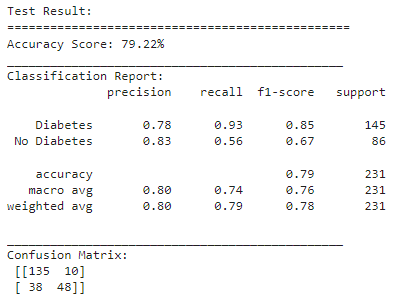 Test Result:
================================================
Accuracy Score: 79.22%
_______________________________________________
Classification Report:
              precision    recall  f1-score   support

    Diabetes       0.78      0.93      0.85       145
 No Diabetes       0.83      0.56      0.67        86

    accuracy                           0.79       231
   macro avg       0.80      0.74      0.76       231
weighted avg       0.80      0.79      0.78       231

_______________________________________________
Confusion Matrix:
 [[135  10]
 [ 38  48]]